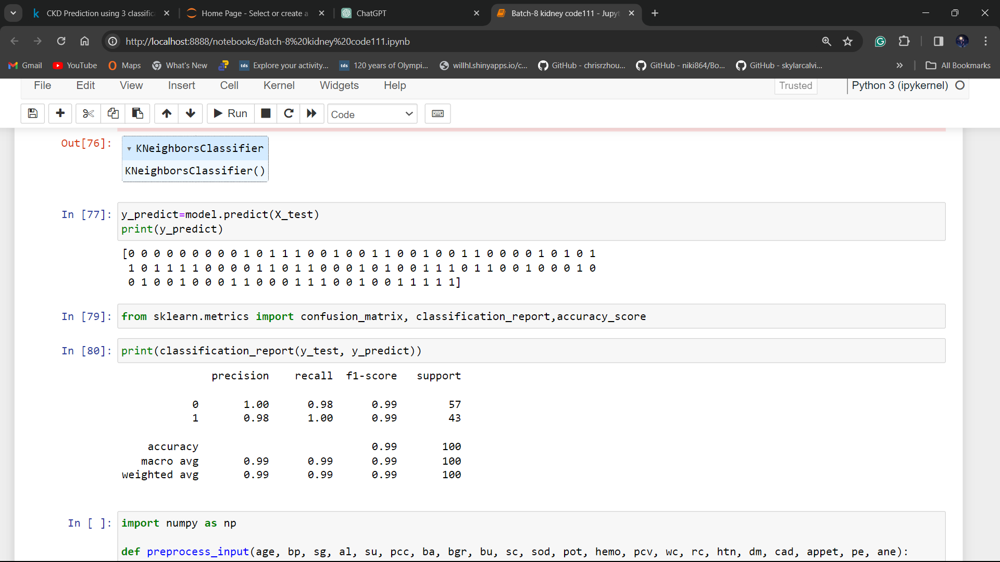 CKD Prediction using 3 classific
Home Page - Select or create a
ChatGPT
Batch-8 kidney code111 - Jupyt
http://localhost:8888/notebooks/Batch-8%20kidney%20code111.ipynb
Gmail
YouTube
Maps
What's New
tds Explore your activity...
tds 120 years of Olympi...
willhl.shinyapps.io/c...
GitHub - chrisrzhou...
GitHub - niki864/Bo...
GitHub - skylarcalvi...
All Bookmarks
File Edit View Insert Cell Kernel Widgets Help
Trusted
Python 3 (ipykernel)
Run
Code
Out[76]:
KNeighborsClassifier
KNeighborsClassifier()
In [77]: y_predict=model.predict(X_test)
print(y_predict)
[0 0 0 0 0 0 0 0 0 1 0 1 1 1 0 0 1 0 0 1 1 0 0 1 0 0 1 1 0 0 0 0 1 0 1 0 1
1 0 1 1 1 1 0 0 0 0 1 1 0 1 1 0 0 0 1 0 1 0 0 1 1 1 0 1 1 0 0 1 0 0 0 1 0
0 1 0 0 1 0 0 0 1 1 0 0 0 1 1 1 0 0 1 0 0 1 1 1 1 1]
In [79]: from sklearn.metrics import confusion_matrix, classification_report,accuracy_score
In [80]: print(classification_report(y_test, y_predict))
precision recall f1-score support
0 1.00 0.98 0.99 57
1 0.98 1.00 0.99 43
accuracy 0.99 100
macro avg 0.99 0.99 0.99 100
weighted avg 0.99 0.99 0.99 100
In [ ]: import numpy as np
def preprocess_input(age, bp, sg, al, su, pcc, ba, bgr, bu, sc, sod, pot, hemo, pcv, wc, rc, htn, dm, cad, appet, pe, ane):